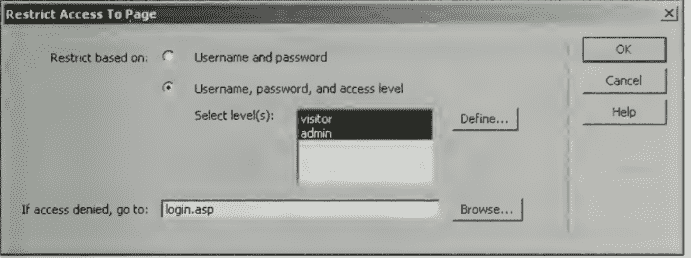 Restrict Access To Page
Restrict based on: Username and password
Username, password, and access level
Select level(s): visitor
admin
Define...
If access denied, go to: login.asp Browse...
OK
Cancel
Help